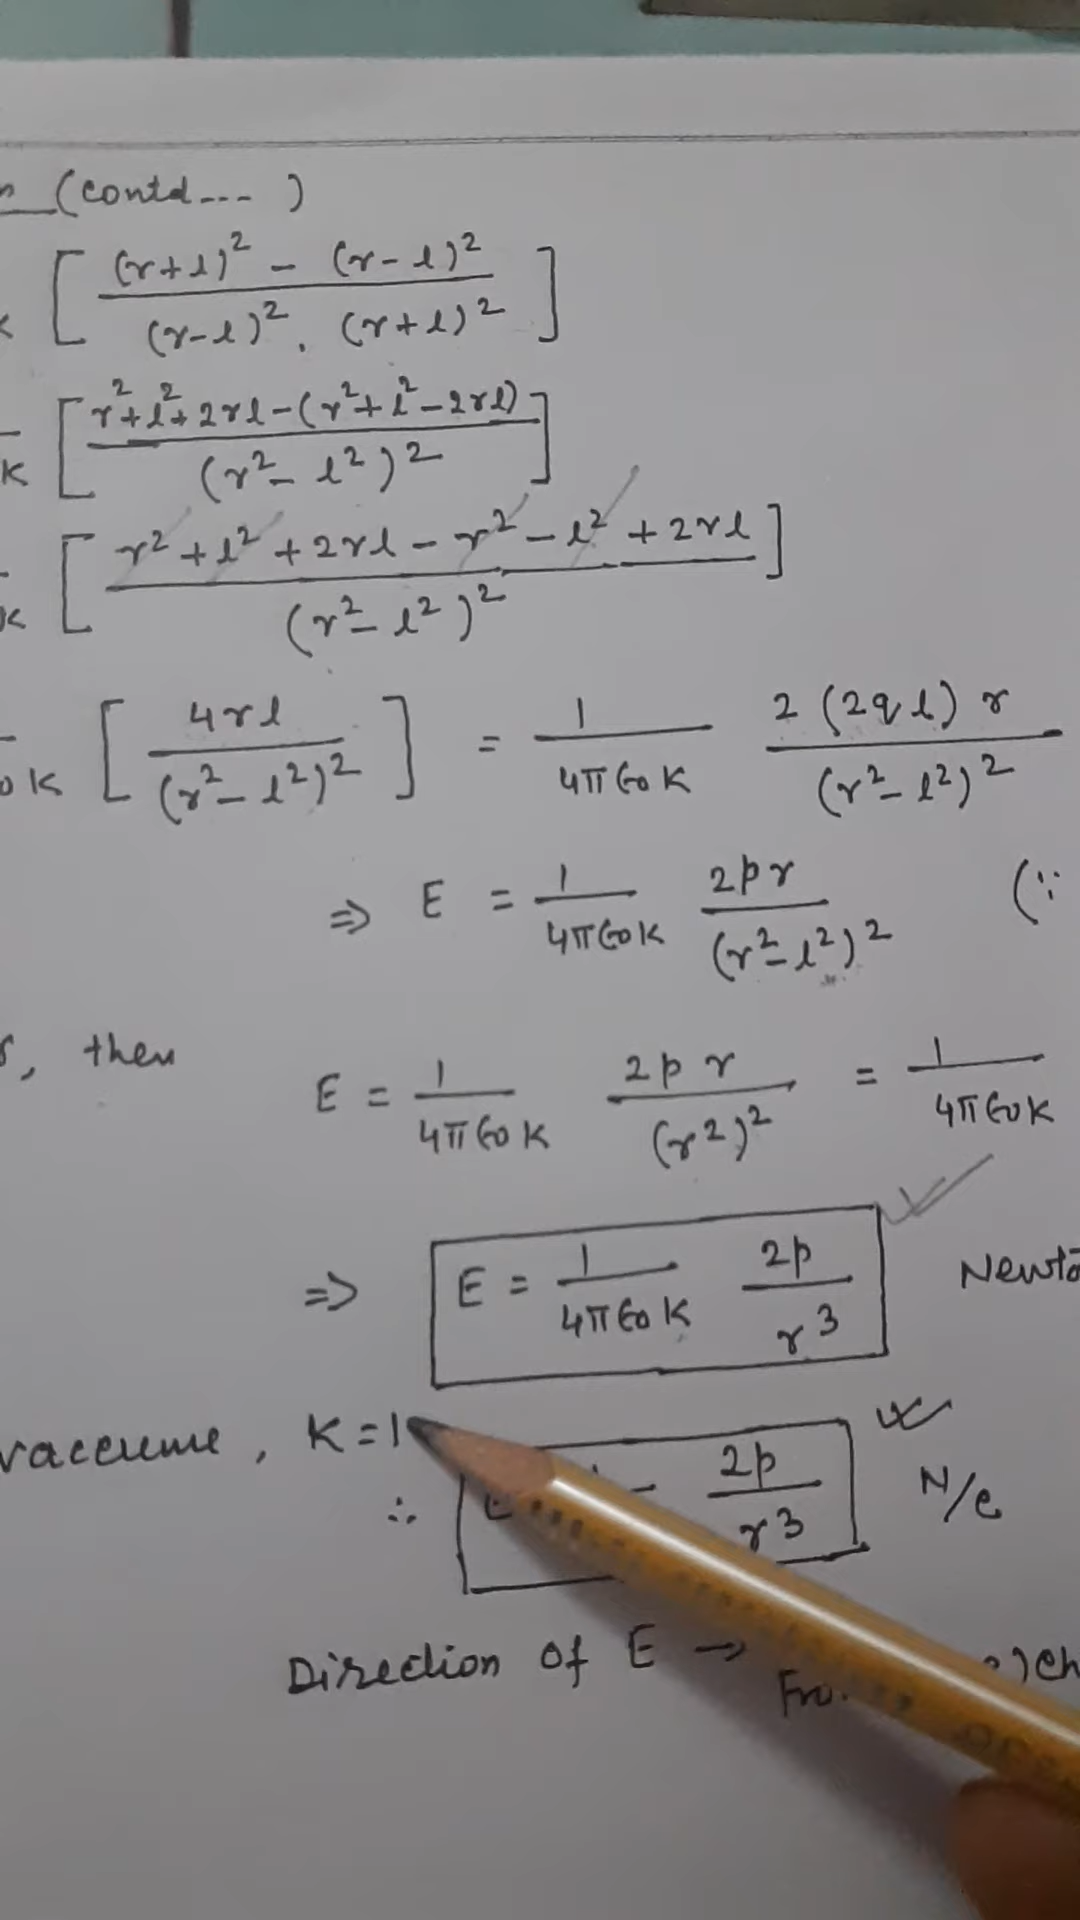 (contd--- )
K [ (r+l)² - (r-l)² / (r-l)² . (r+l)² ]
K [ r²+l²+2rl-(r²+l²-2rl) / (r²-l²)² ]
K [ r²+l²+2rl-r²-l²+2rl / (r²-l²)² ]
K [ 4rl / (r²-l²)² ] = 1 / 4πϵ0K 2(2ql)r / (r²-l²)²
⇒ E = 1 / 4πϵ0K 2pr / (r²-l²)² (∵
, then E = 1 / 4πϵ0K 2pr / (r²)² = 1 / 4πϵ0K
⇒ E = 1 / 4πϵ0K 2p / r³
vaccume, K=1
∴ 2p / r³ N/c
Direction of E →